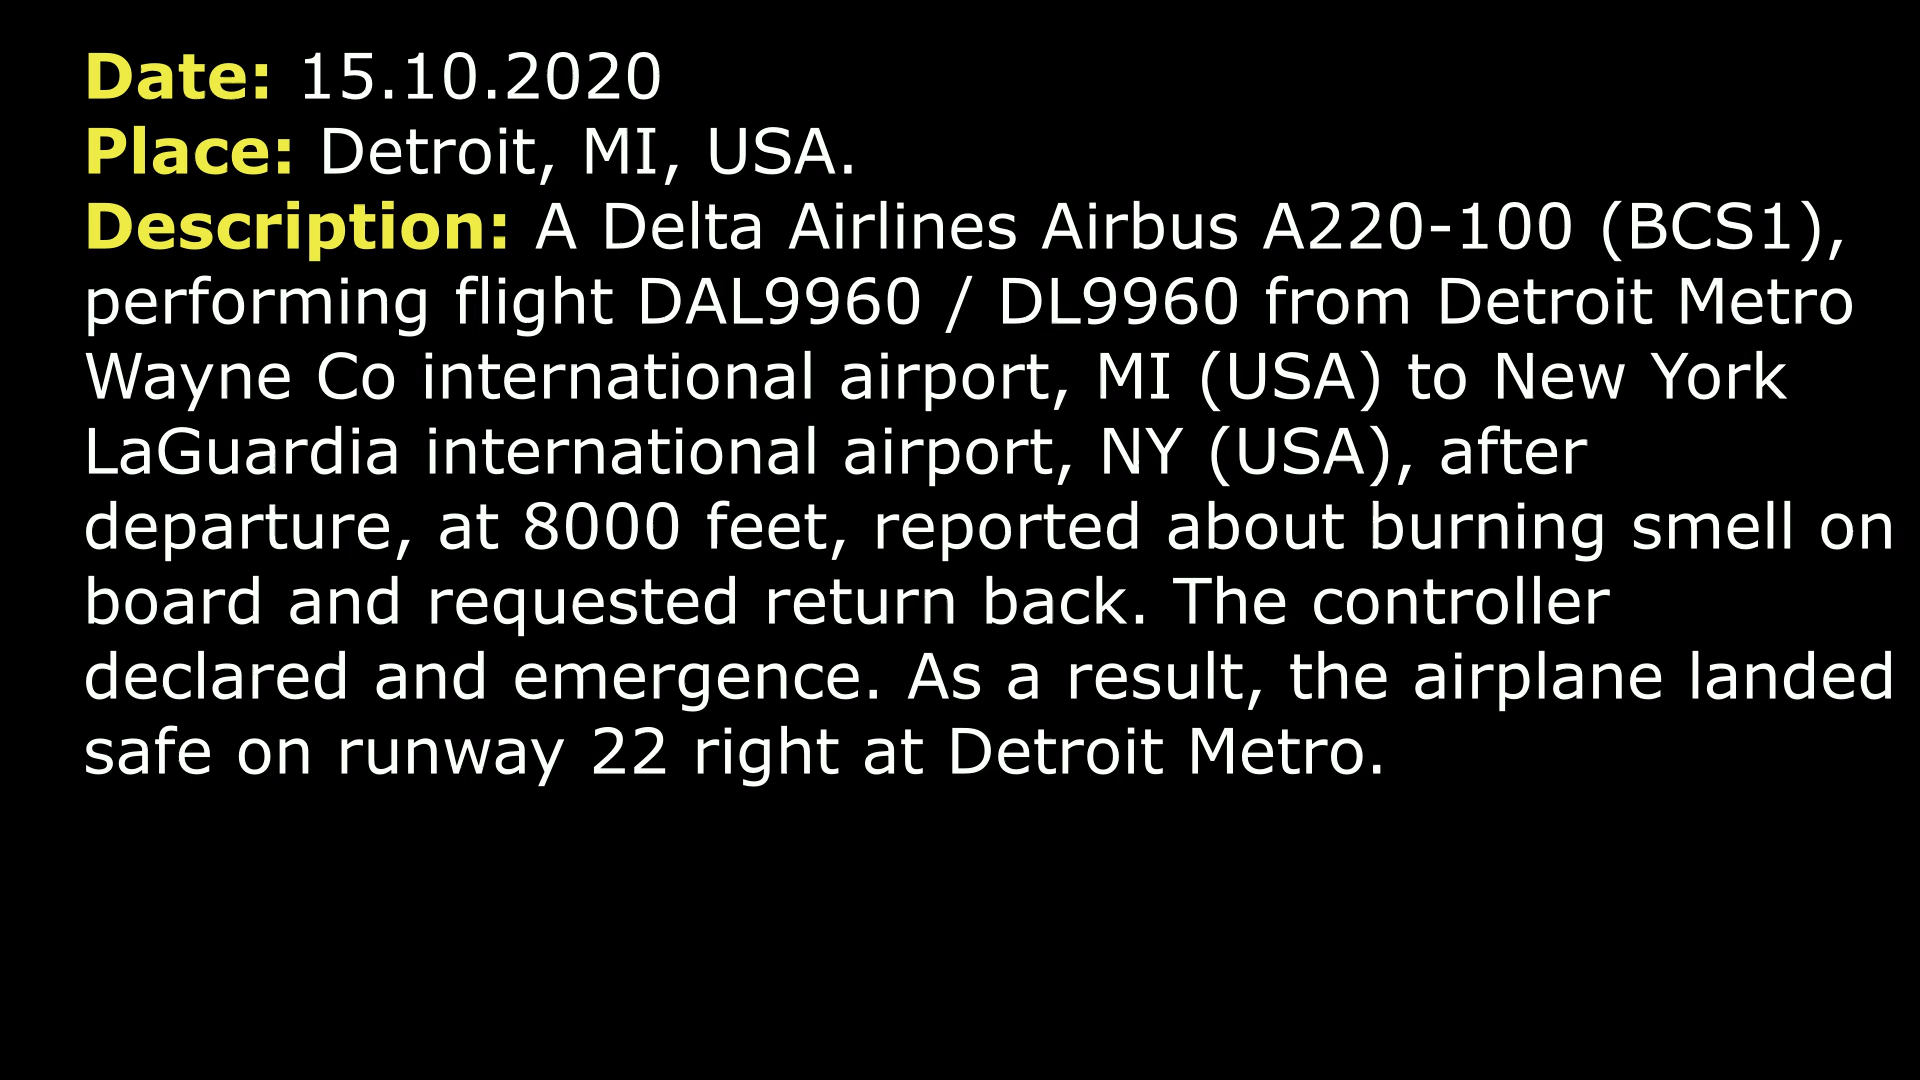 Date: 15.10.2020
Place: Detroit, MI, USA.
Description: A Delta Airlines Airbus A220-100 (BCS1),
performing flight DAL9960 / DL9960 from Detroit Metro
Wayne Co international airport, MI (USA) to New York
LaGuardia international airport, NY (USA), after
departure, at 8000 feet, reported about burning smell on
board and requested return back. The controller
declared and emergence. As a result, the airplane landed
safe on runway 22 right at Detroit Metro.